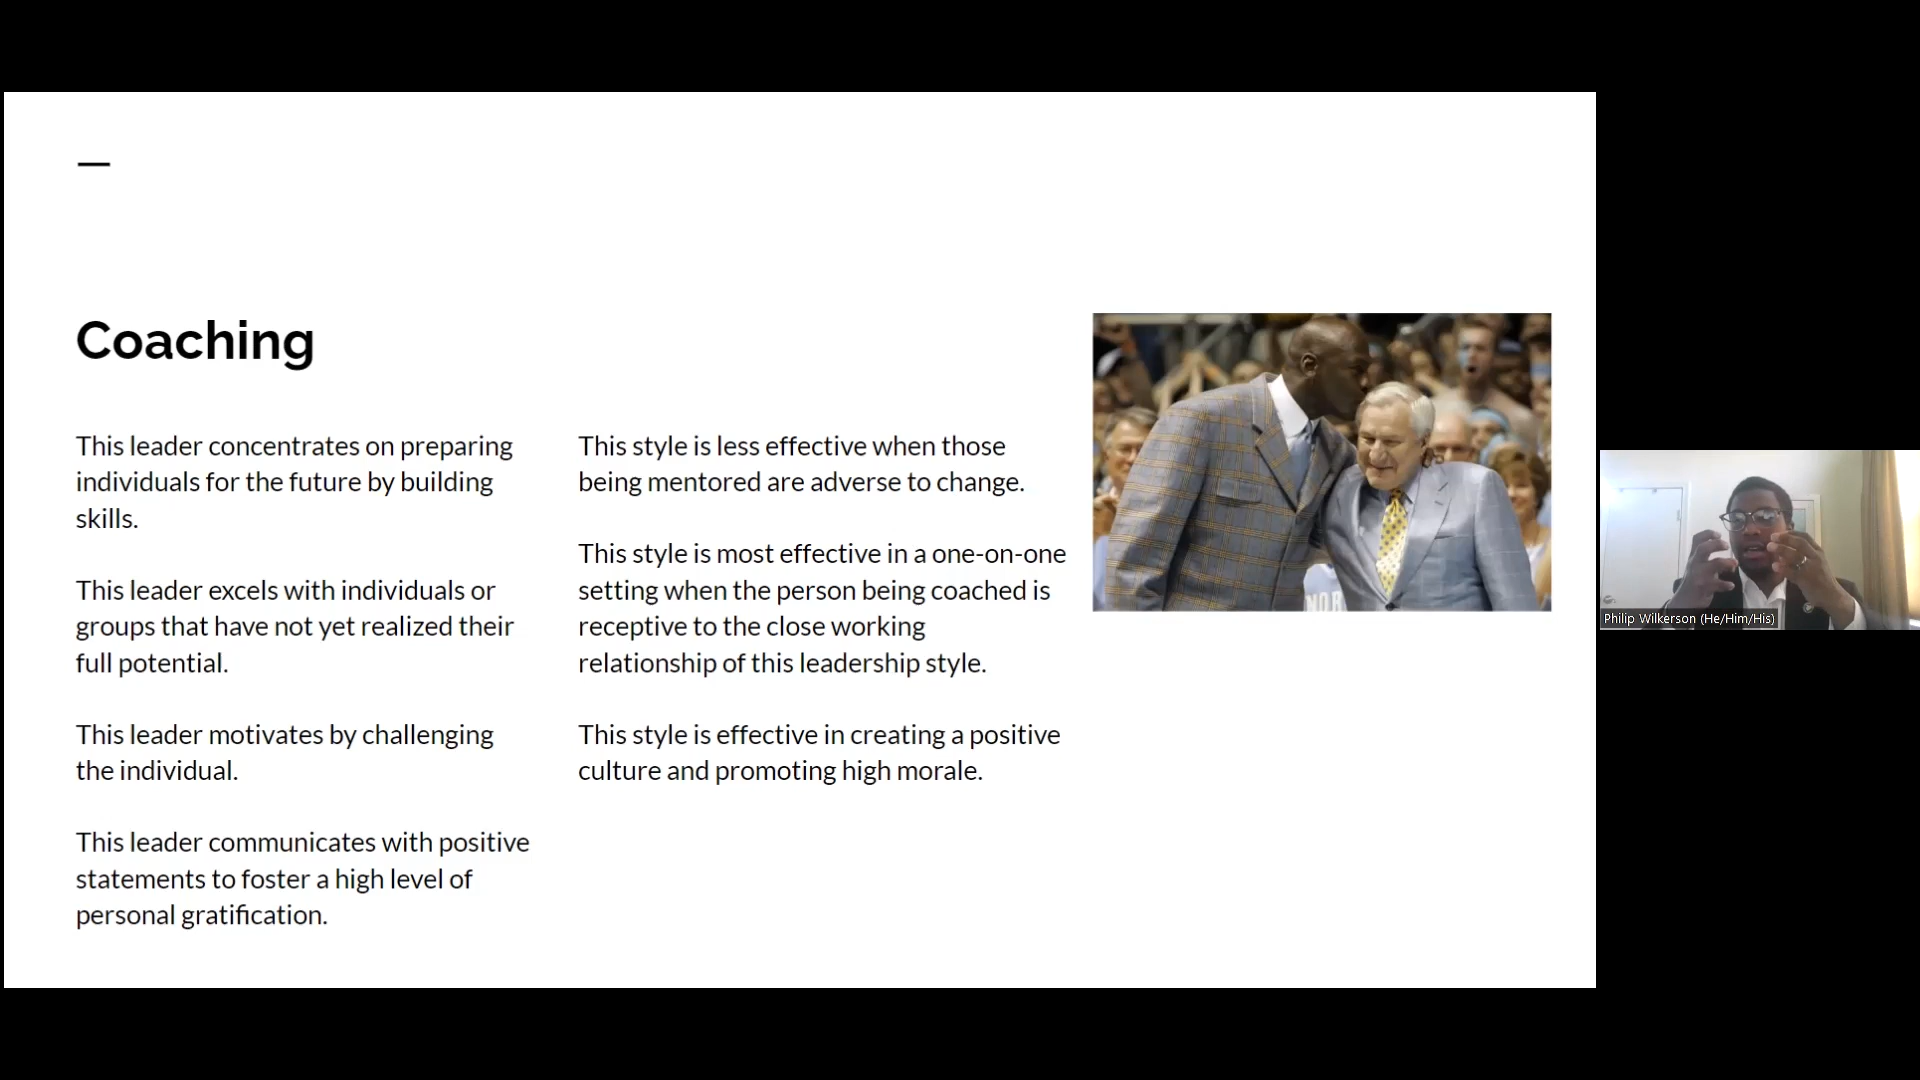 Coaching
This leader concentrates on preparing
individuals for the future by building
skills.
This leader excels with individuals or
groups that have not yet realized their
full potential.
This leader motivates by challenging
the individual.
This leader communicates with positive
statements to foster a high level of
personal gratification.
This style is less effective when those
being mentored are adverse to change.
This style is most effective in a one-on-one
setting when the person being coached is
receptive to the close working
relationship of this leadership style.
This style is effective in creating a positive
culture and promoting high morale.
Philip Wilkerson (He/Him/His)